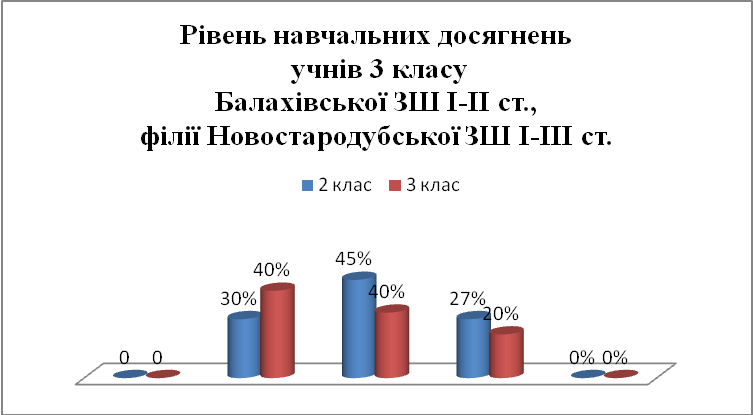 Рівень навчальних досягнень
учнів 3 класу
Балахівської ЗШ І-ІІ ст.,
філії Новостародубської ЗШ І-ІІІ ст.
2 клас 3 клас
0 0 30% 40% 45% 40% 27% 20% 0% 0%